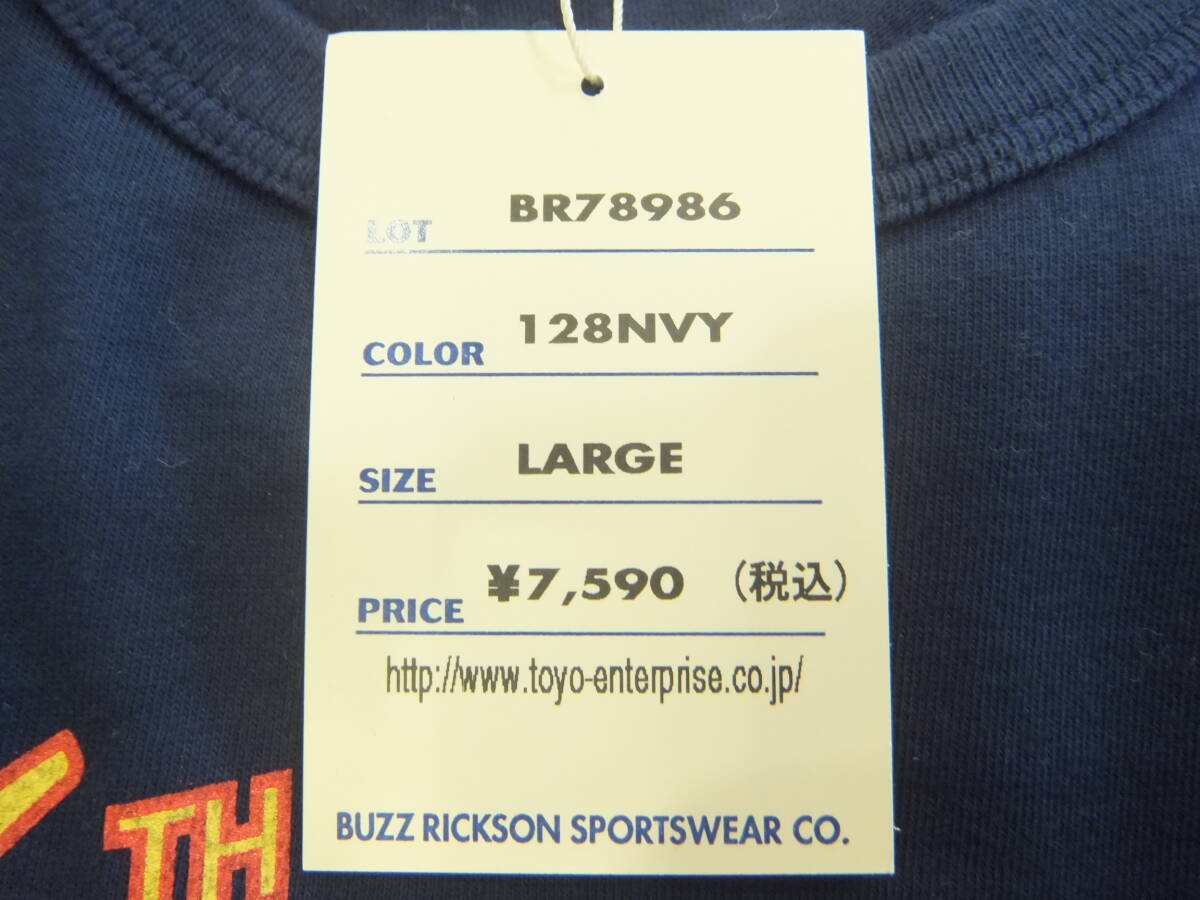 LOT BR78986
COLOR 128NVY
SIZE LARGE
PRICE ¥7,590 （税込）
http://www.toyo-enterprise.co.jp/
BUZZ RICKSON SPORTSWEAR CO.
TH